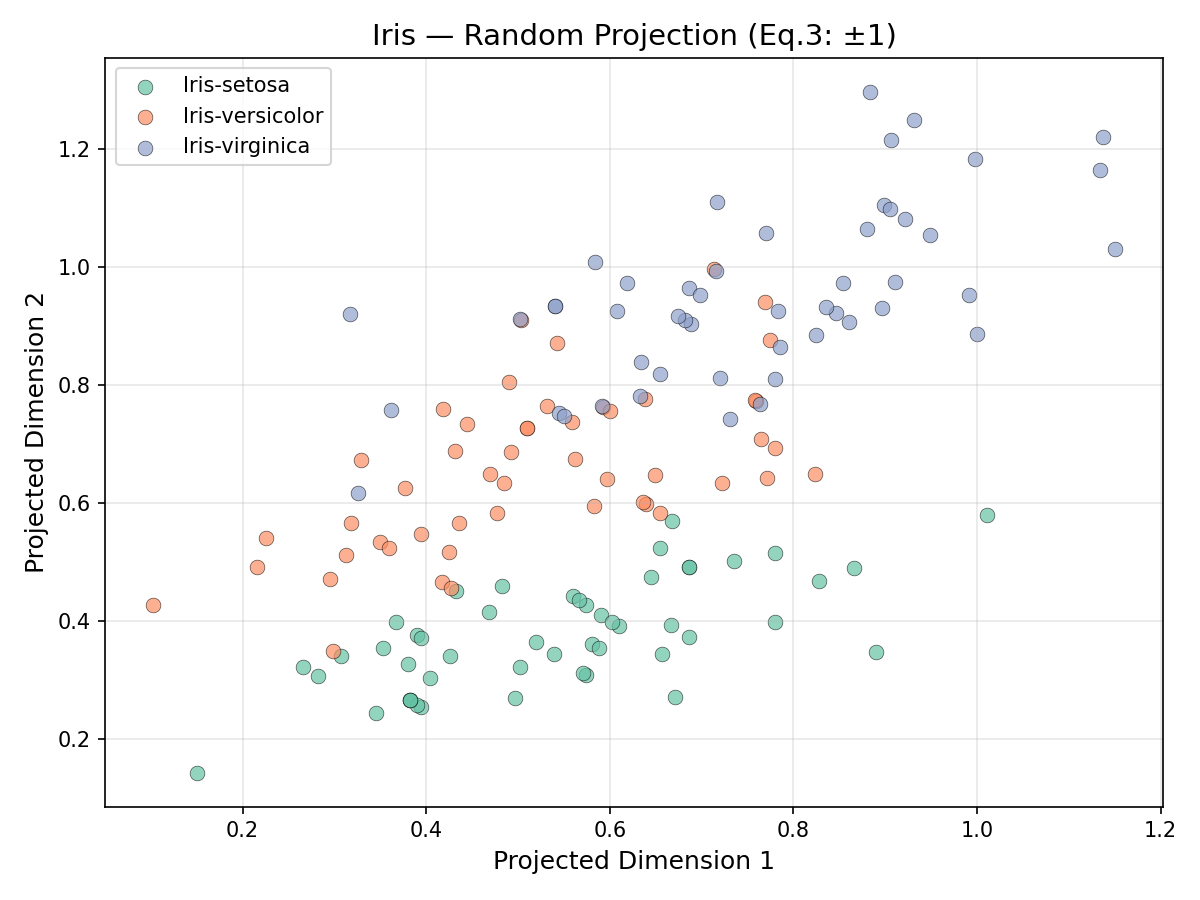 Iris — Random Projection (Eq.3: ±1)
Iris-setosa
Iris-versicolor
Iris-virginica
Projected Dimension 2
1.2
1.0
0.8
0.6
0.4
0.2
0.2 0.4 0.6 0.8 1.0 1.2
Projected Dimension 1